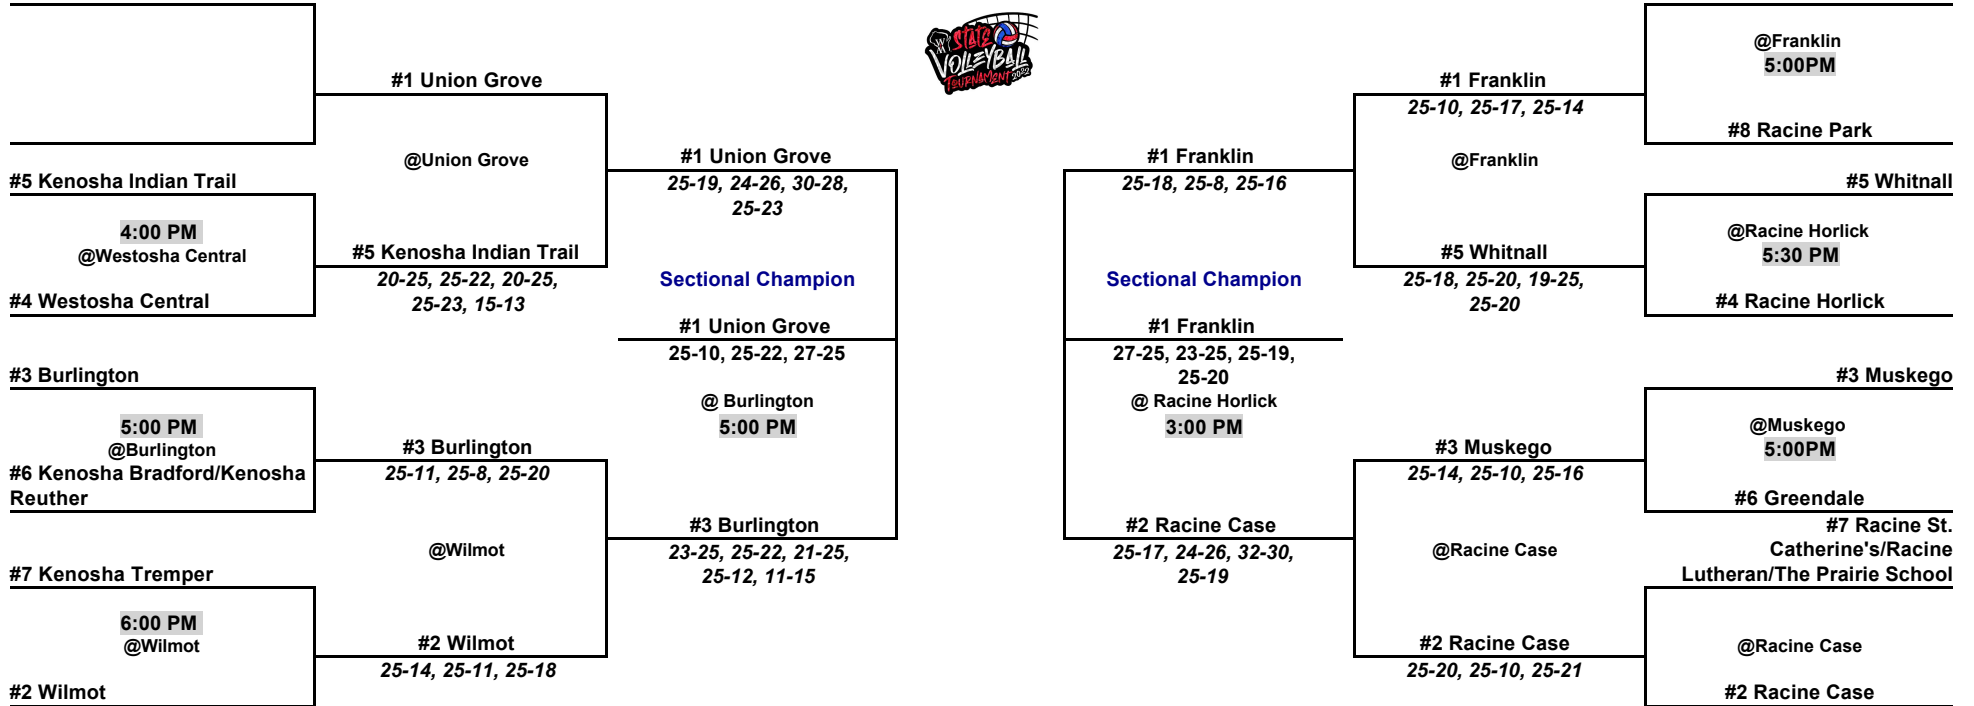 STATE
VOLLEYBALL
TOURNAMENT 2022
#1 Union Grove
@Union Grove
#5 Kenosha Indian Trail
4:00 PM
@Westosha Central
#4 Westosha Central
#5 Kenosha Indian Trail
20-25, 25-22, 20-25,
25-23, 15-13
#1 Union Grove
25-19, 24-26, 30-28,
25-23
Sectional Champion
#1 Union Grove
25-10, 25-22, 27-25
@ Burlington
5:00 PM
#3 Burlington
5:00 PM
@Burlington
#6 Kenosha Bradford/Kenosha
Reuther
#3 Burlington
25-11, 25-8, 25-20
@Wilmot
#7 Kenosha Tremper
6:00 PM
@Wilmot
#2 Wilmot
#2 Wilmot
25-14, 25-11, 25-18
#3 Burlington
23-25, 25-22, 21-25,
25-12, 11-15
#1 Franklin
25-18, 25-8, 25-16
Sectional Champion
#1 Franklin
27-25, 23-25, 25-19,
25-20
@ Racine Horlick
3:00 PM
#2 Racine Case
25-17, 24-26, 32-30,
25-19
#1 Franklin
25-10, 25-17, 25-14
@Franklin
#5 Whitnall
25-18, 25-20, 19-25,
25-20
#3 Muskego
25-14, 25-10, 25-16
@Racine Case
#2 Racine Case
25-20, 25-10, 25-21
@Franklin
5:00PM
#8 Racine Park
#5 Whitnall
@Racine Horlick
5:30 PM
#4 Racine Horlick
#3 Muskego
@Muskego
5:00PM
#6 Greendale
#7 Racine St.
Catherine's/Racine
Lutheran/The Prairie School
@Racine Case
#2 Racine Case